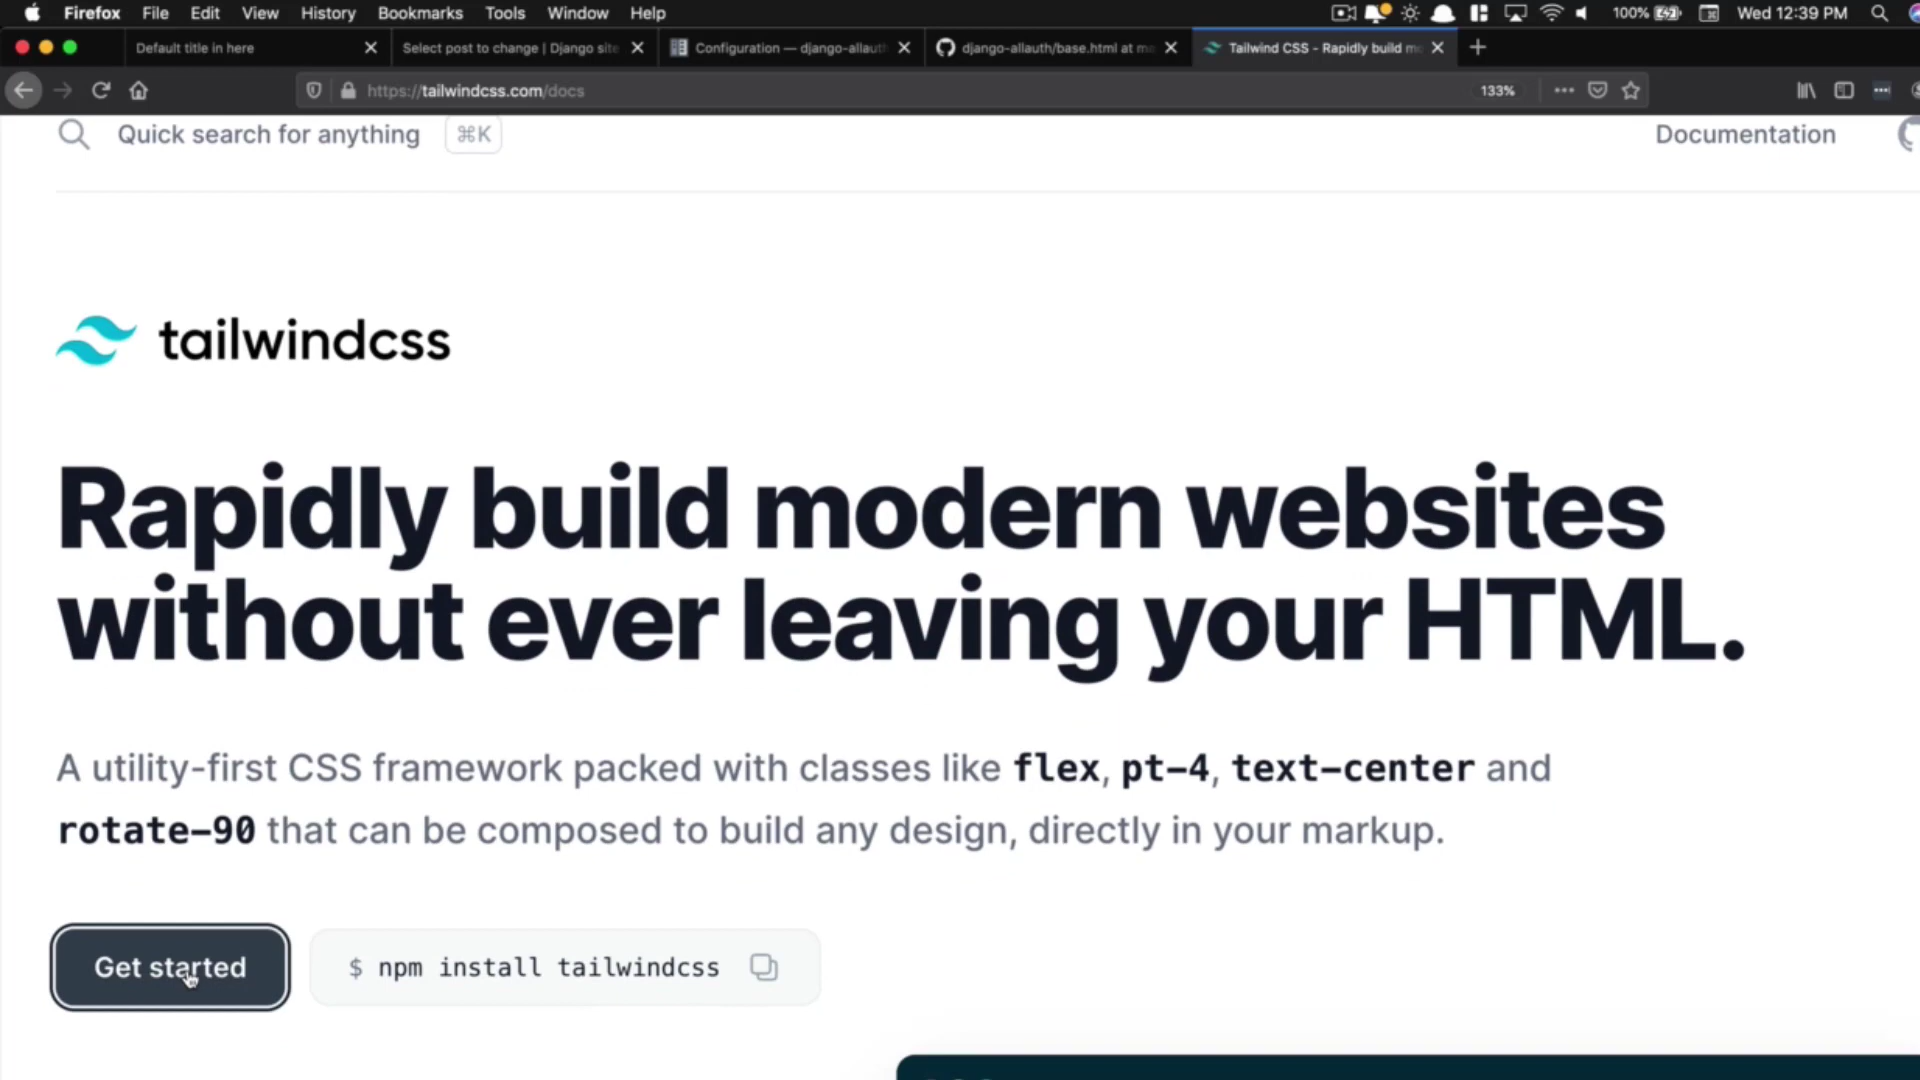 Firefox File Edit View History Bookmarks Tools Window Help 100% Wed 12:39 PM
Default title in here Select post to change | Django site Configuration — django-allauth django-allauth/base.html at ma Tailwind CSS - Rapidly build mo
https://tailwindcss.com/docs 133%
Quick search for anything ⌘K Documentation
tailwindcss
Rapidly build modern websites
without ever leaving your HTML.
A utility-first CSS framework packed with classes like flex, pt-4, text-center and
rotate-90 that can be composed to build any design, directly in your markup.
Get started $ npm install tailwindcss